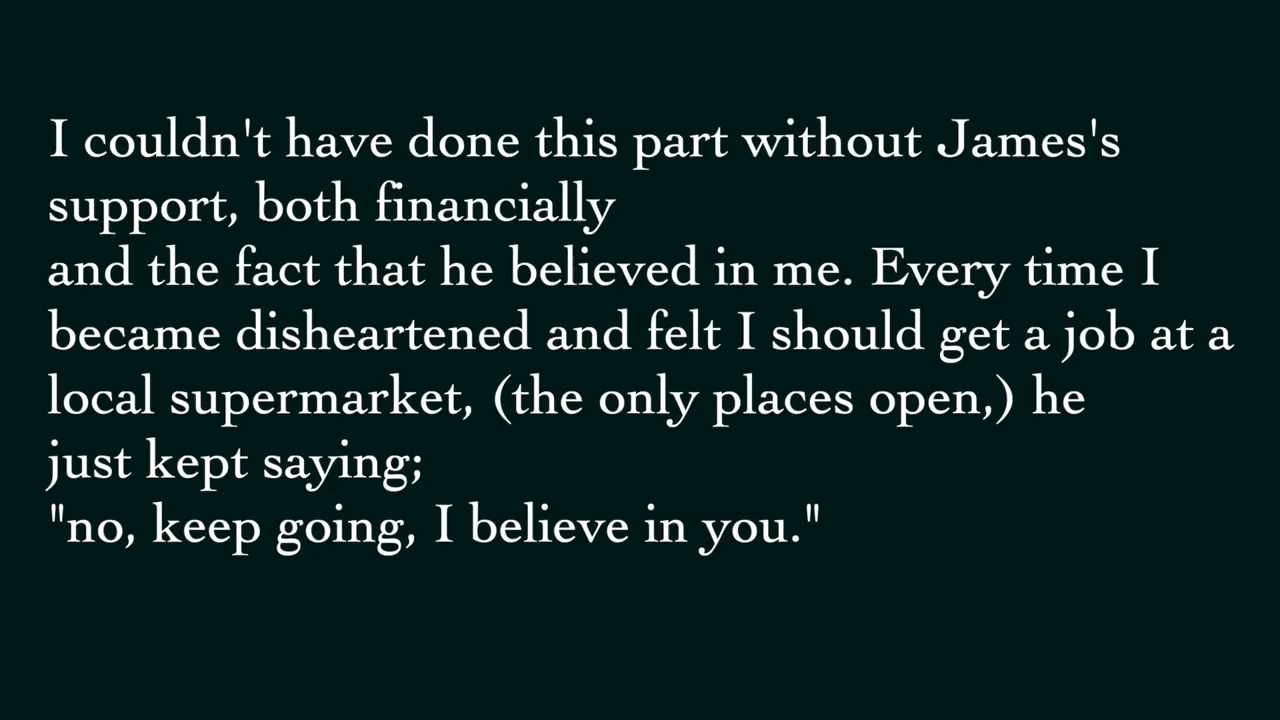 I couldn't have done this part without James's
support, both financially
and the fact that he believed in me. Every time I
became disheartened and felt I should get a job at a
local supermarket, (the only places open,) he
just kept saying;
"no, keep going, I believe in you."